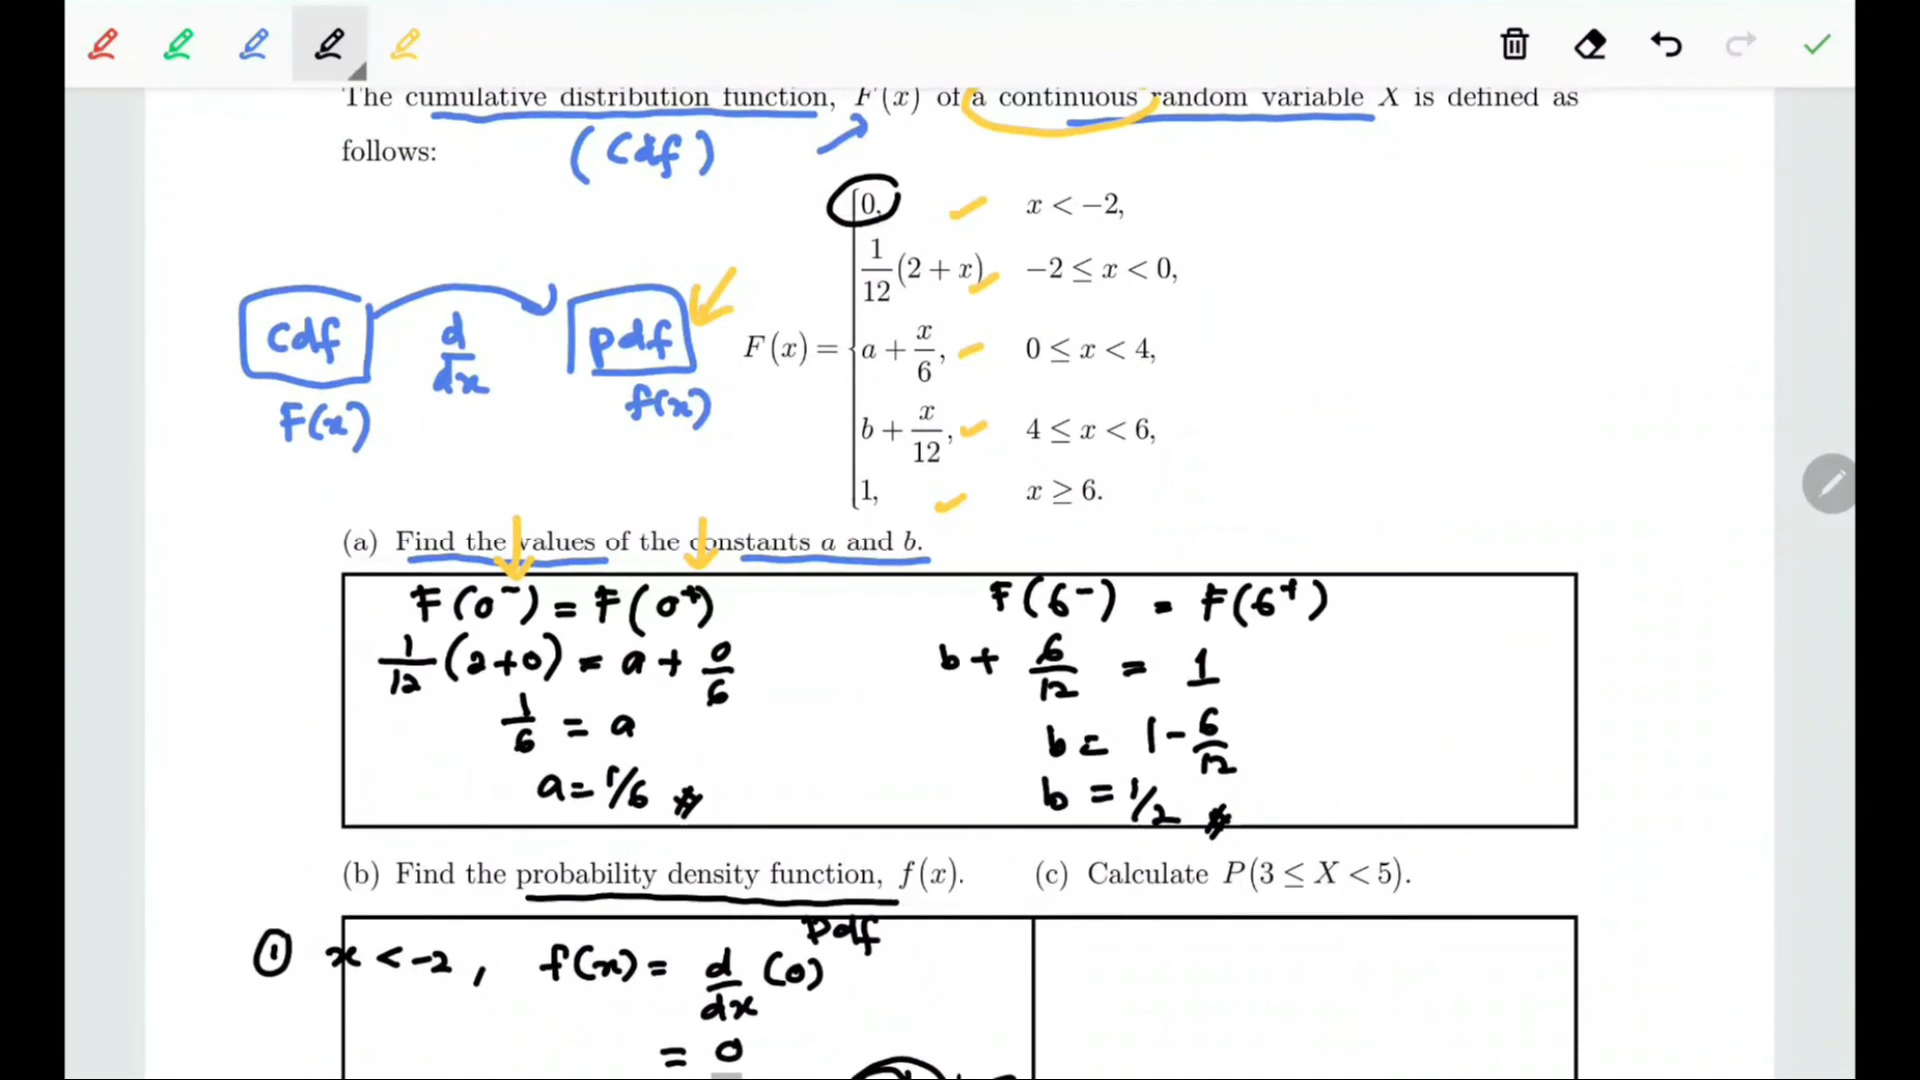 The cumulative distribution function, F(x) of a continuous random variable X is defined as
follows:
(cdf)
0, x < −2,
1/12 (2 + x), −2 ≤ x < 0,
F(x) = a + x/6, 0 ≤ x < 4,
b + x/12, 4 ≤ x < 6,
1, x ≥ 6.
cdf d/dx pdf
F(x) f(x)
(a) Find the values of the constants a and b.
F(0⁻) = F(0⁺)
1/12 (2+0) = a + 0/6
1/6 = a
a = 1/6
F(6⁻) = F(6⁺)
b + 6/12 = 1
b = 1 − 6/12
b = 1/2
(b) Find the probability density function, f(x).
(c) Calculate P(3 ≤ X < 5).
pdf
① x < −2, f(x) = d/dx (0)
= 0